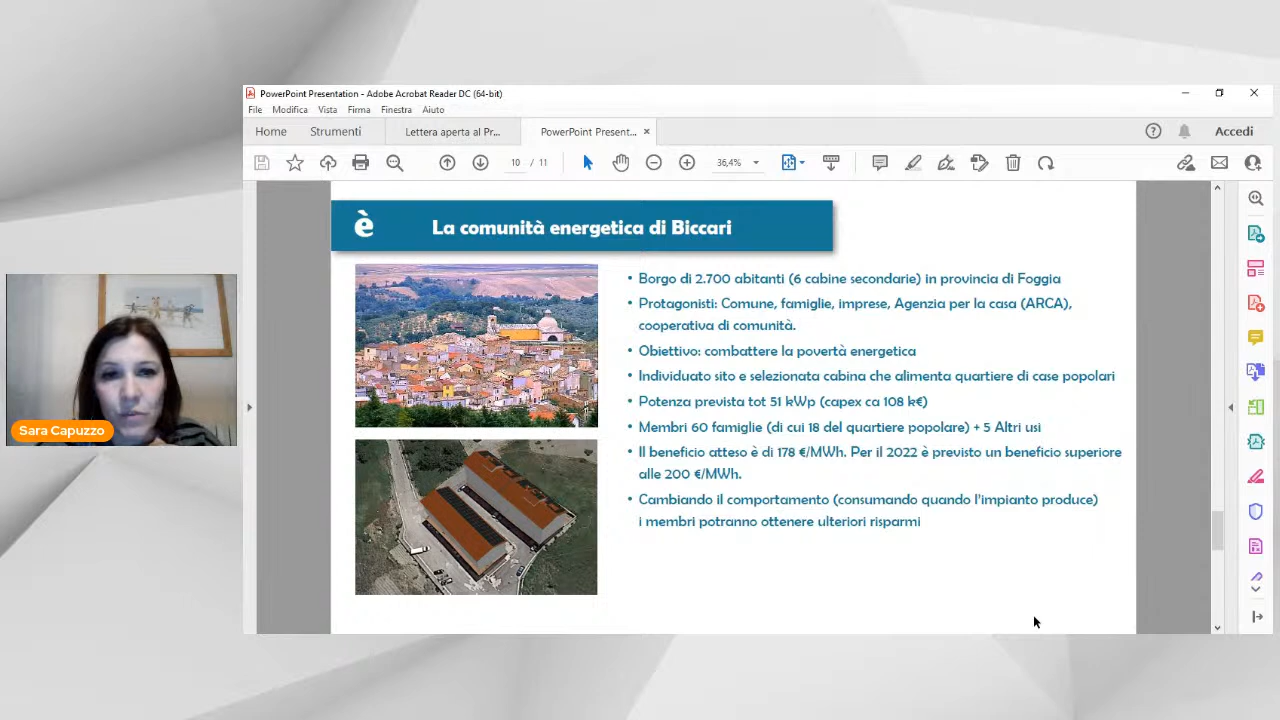 PowerPoint Presentation - Adobe Acrobat Reader DC (64-bit)
File Modifica Vista Firma Finestra Aiuto
Home Strumenti Lettera aperta al Pr... PowerPoint Present... × Accedi
10 / 11 36,4%
è La comunità energetica di Biccari
• Borgo di 2.700 abitanti (6 cabine secondarie) in provincia di Foggia
• Protagonisti: Comune, famiglie, imprese, Agenzia per la casa (ARCA),
cooperativa di comunità.
• Obiettivo: combattere la povertà energetica
• Individuato sito e selezionata cabina che alimenta quartiere di case popolari
• Potenza prevista tot 51 kWp (capex ca 108 k€)
• Membri 60 famiglie (di cui 18 del quartiere popolare) + 5 Altri usi
• Il beneficio atteso è di 178 €/MWh. Per il 2022 è previsto un beneficio superiore
alle 200 €/MWh.
• Cambiando il comportamento (consumando quando l'impianto produce)
i membri potranno ottenere ulteriori risparmi
Sara Capuzzo